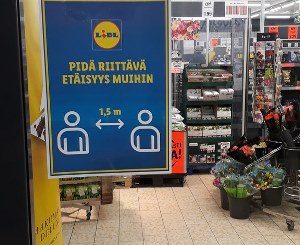 LIDL
PIDÄ RIITTÄVÄ
ETÄISYYS MUIHIN
1,5 m